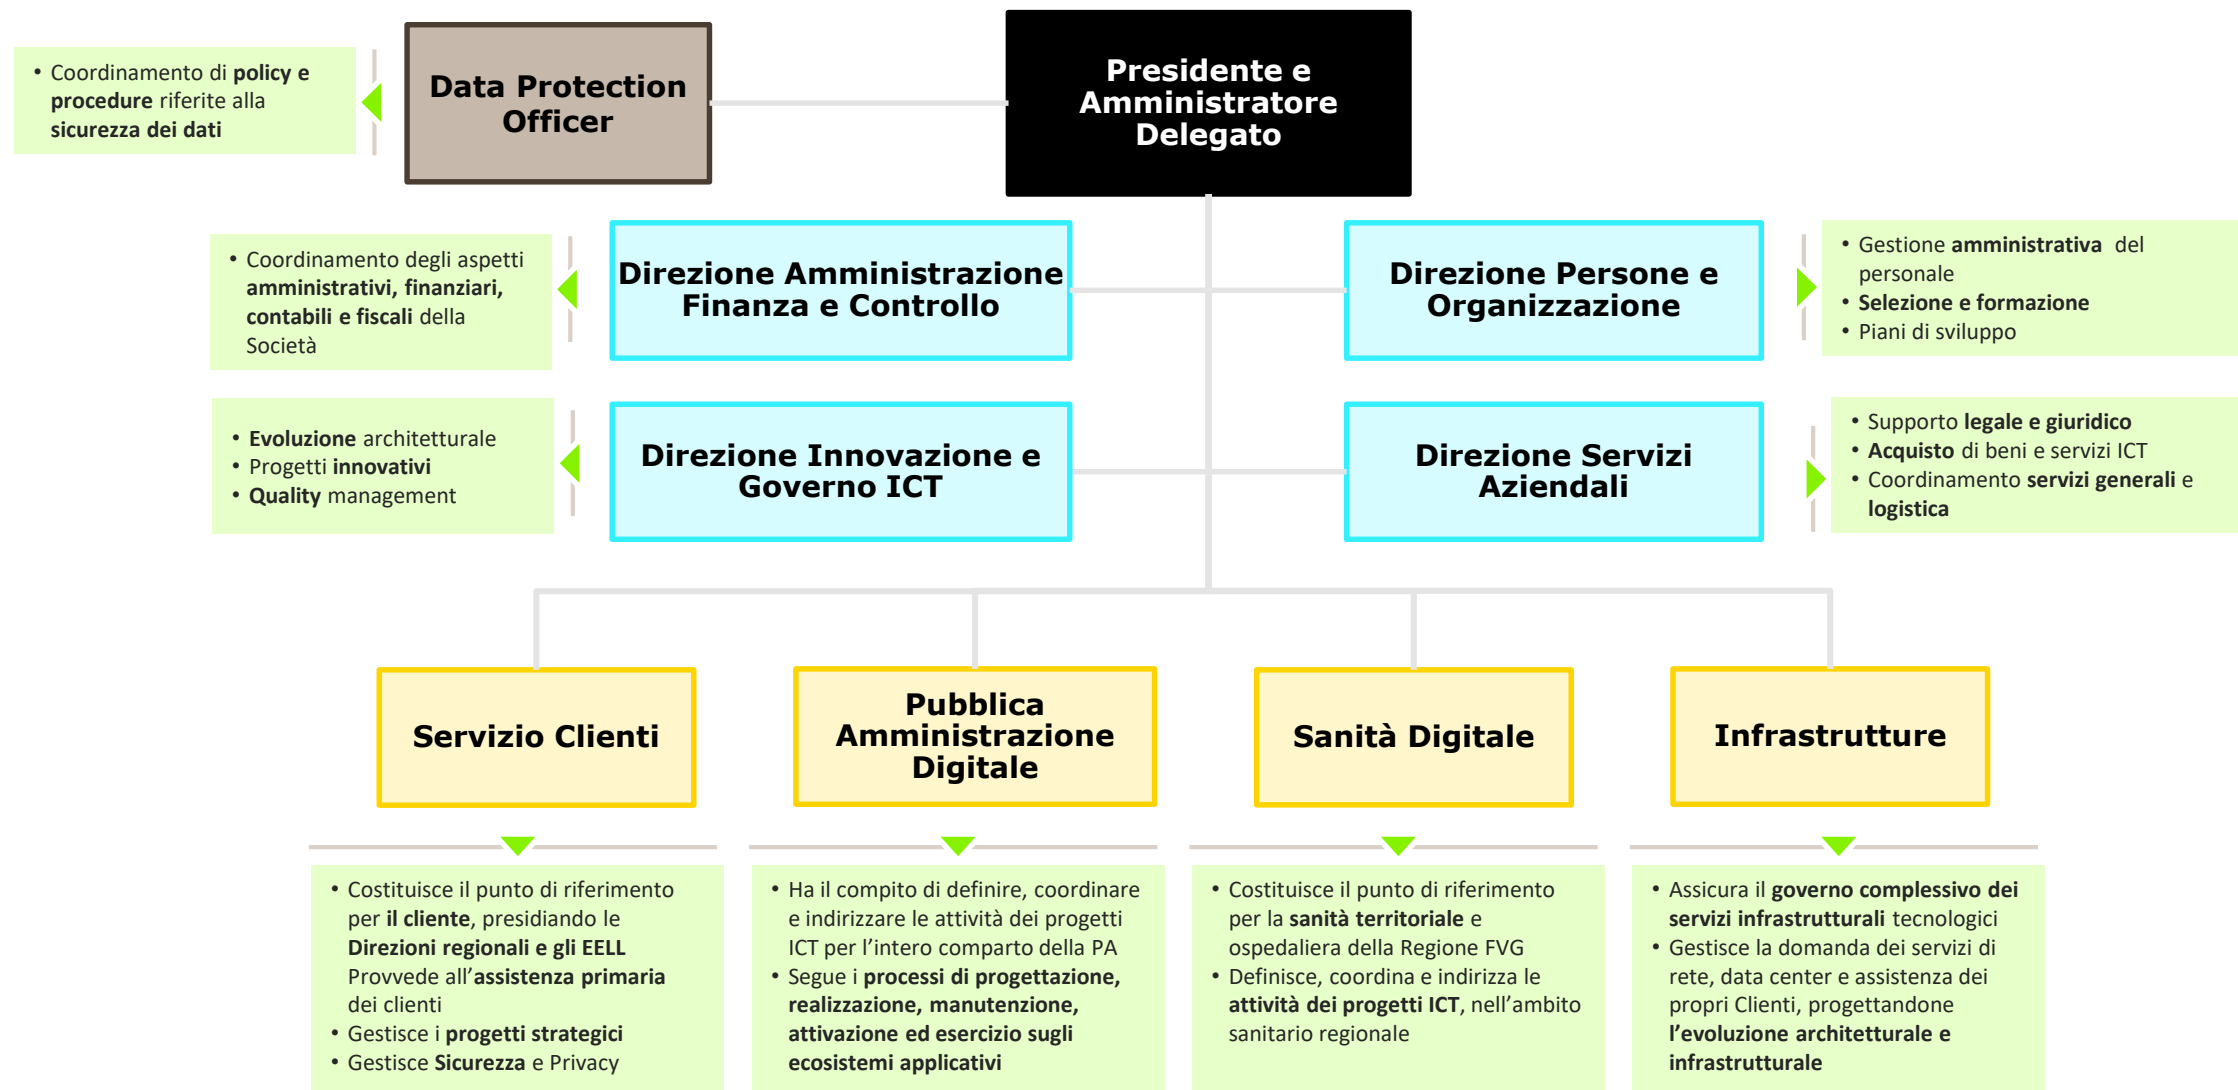 • Coordinamento di policy e
procedure riferite alla
sicurezza dei dati
Data Protection
Officer
Presidente e
Amministratore
Delegato
• Coordinamento degli aspetti
amministrativi, finanziari,
contabili e fiscali della
Società
Direzione Amministrazione
Finanza e Controllo
Direzione Persone e
Organizzazione
• Gestione amministrativa del
personale
• Selezione e formazione
• Piani di sviluppo
• Evoluzione architetturale
• Progetti innovativi
• Quality management
Direzione Innovazione e
Governo ICT
Direzione Servizi
Aziendali
• Supporto legale e giuridico
• Acquisto di beni e servizi ICT
• Coordinamento servizi generali e
logistica
Servizio Clienti
Pubblica
Amministrazione
Digitale
Sanità Digitale
Infrastrutture
• Costituisce il punto di riferimento
per il cliente, presidiando le
Direzioni regionali e gli EELL
Provvede all’assistenza primaria
dei clienti
• Gestisce i progetti strategici
• Gestisce Sicurezza e Privacy
• Ha il compito di definire, coordinare
e indirizzare le attività dei progetti
ICT per l’intero comparto della PA
• Segue i processi di progettazione,
realizzazione, manutenzione,
attivazione ed esercizio sugli
ecosistemi applicativi
• Costituisce il punto di riferimento
per la sanità territoriale e
ospedaliera della Regione FVG
• Definisce, coordina e indirizza le
attività dei progetti ICT, nell’ambito
sanitario regionale
• Assicura il governo complessivo dei
servizi infrastrutturali tecnologici
• Gestisce la domanda dei servizi di
rete, data center e assistenza dei
propri Clienti, progettandone
l’evoluzione architetturale e
infrastrutturale